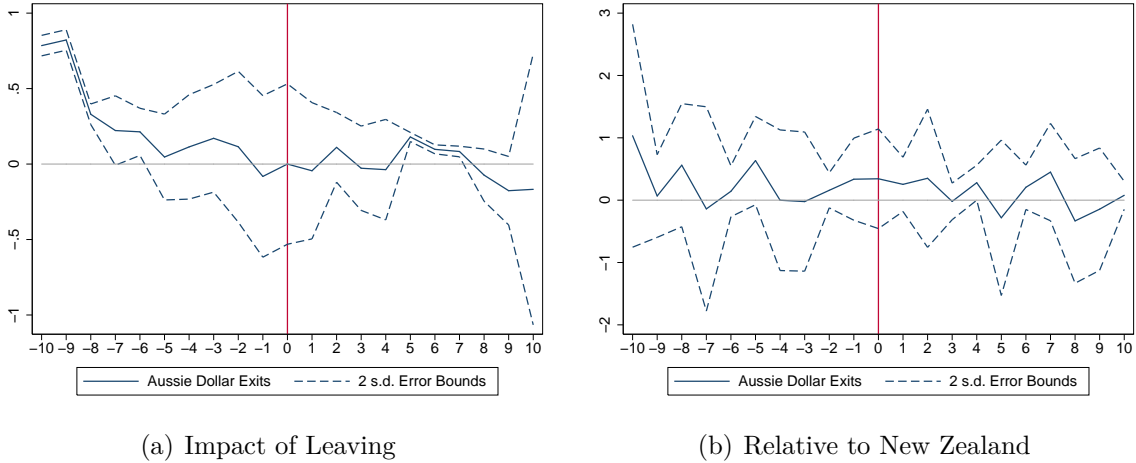 1
.5
0
−.5
−1
−10 −9 −8 −7 −6 −5 −4 −3 −2 −1 0 1 2 3 4 5 6 7 8 9 10
Aussie Dollar Exits 2 s.d. Error Bounds
(a) Impact of Leaving
3
2
1
0
−1
−2
−10 −9 −8 −7 −6 −5 −4 −3 −2 −1 0 1 2 3 4 5 6 7 8 9 10
Aussie Dollar Exits 2 s.d. Error Bounds
(b) Relative to New Zealand